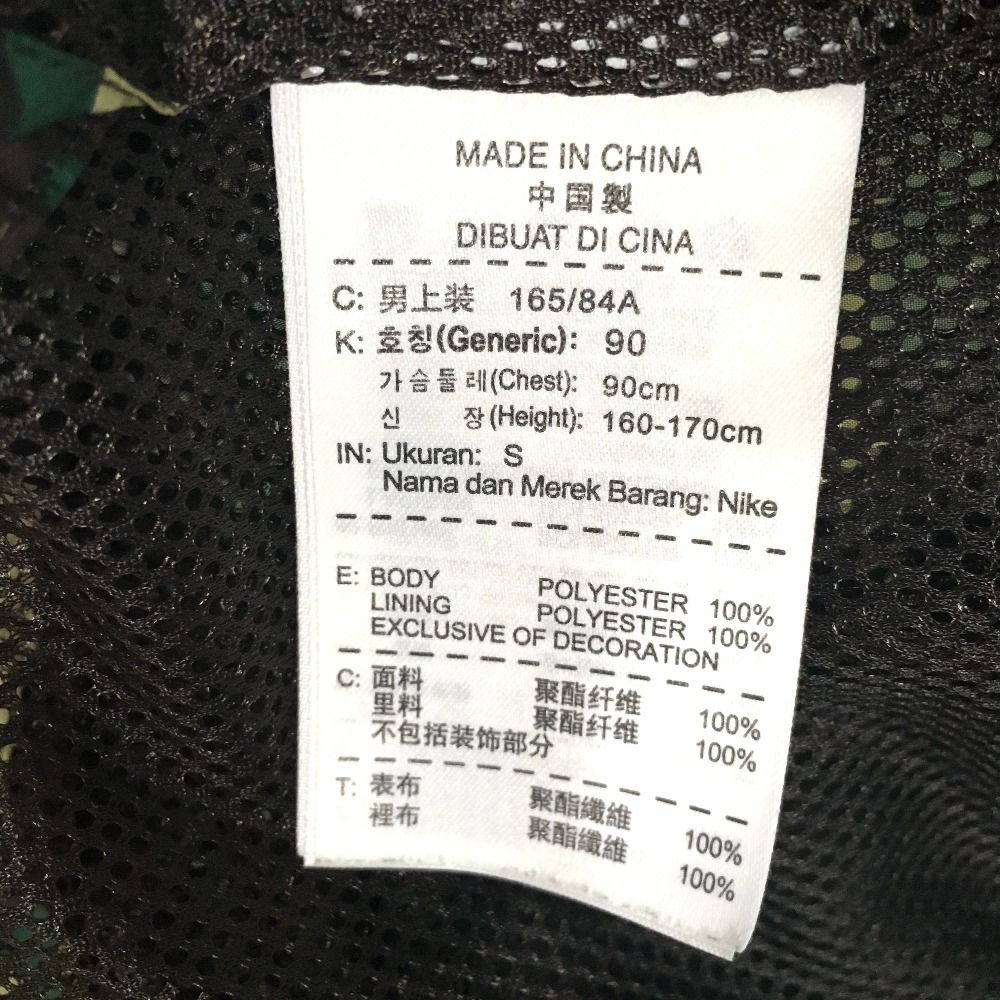 MADE IN CHINA
中国製
DIBUAT DI CINA
C: 男上装 165/84A
K: 호칭(Generic): 90
가슴둘레(Chest): 90cm
신 장(Height): 160-170cm
IN: Ukuran: S
Nama dan Merek Barang: Nike
E: BODY POLYESTER 100%
LINING POLYESTER 100%
EXCLUSIVE OF DECORATION
C: 面料 聚酯纤维 100%
里料 聚酯纤维 100%
不包括装饰部分
T: 表布 聚酯纖維 100%
裡布 聚酯纖維 100%